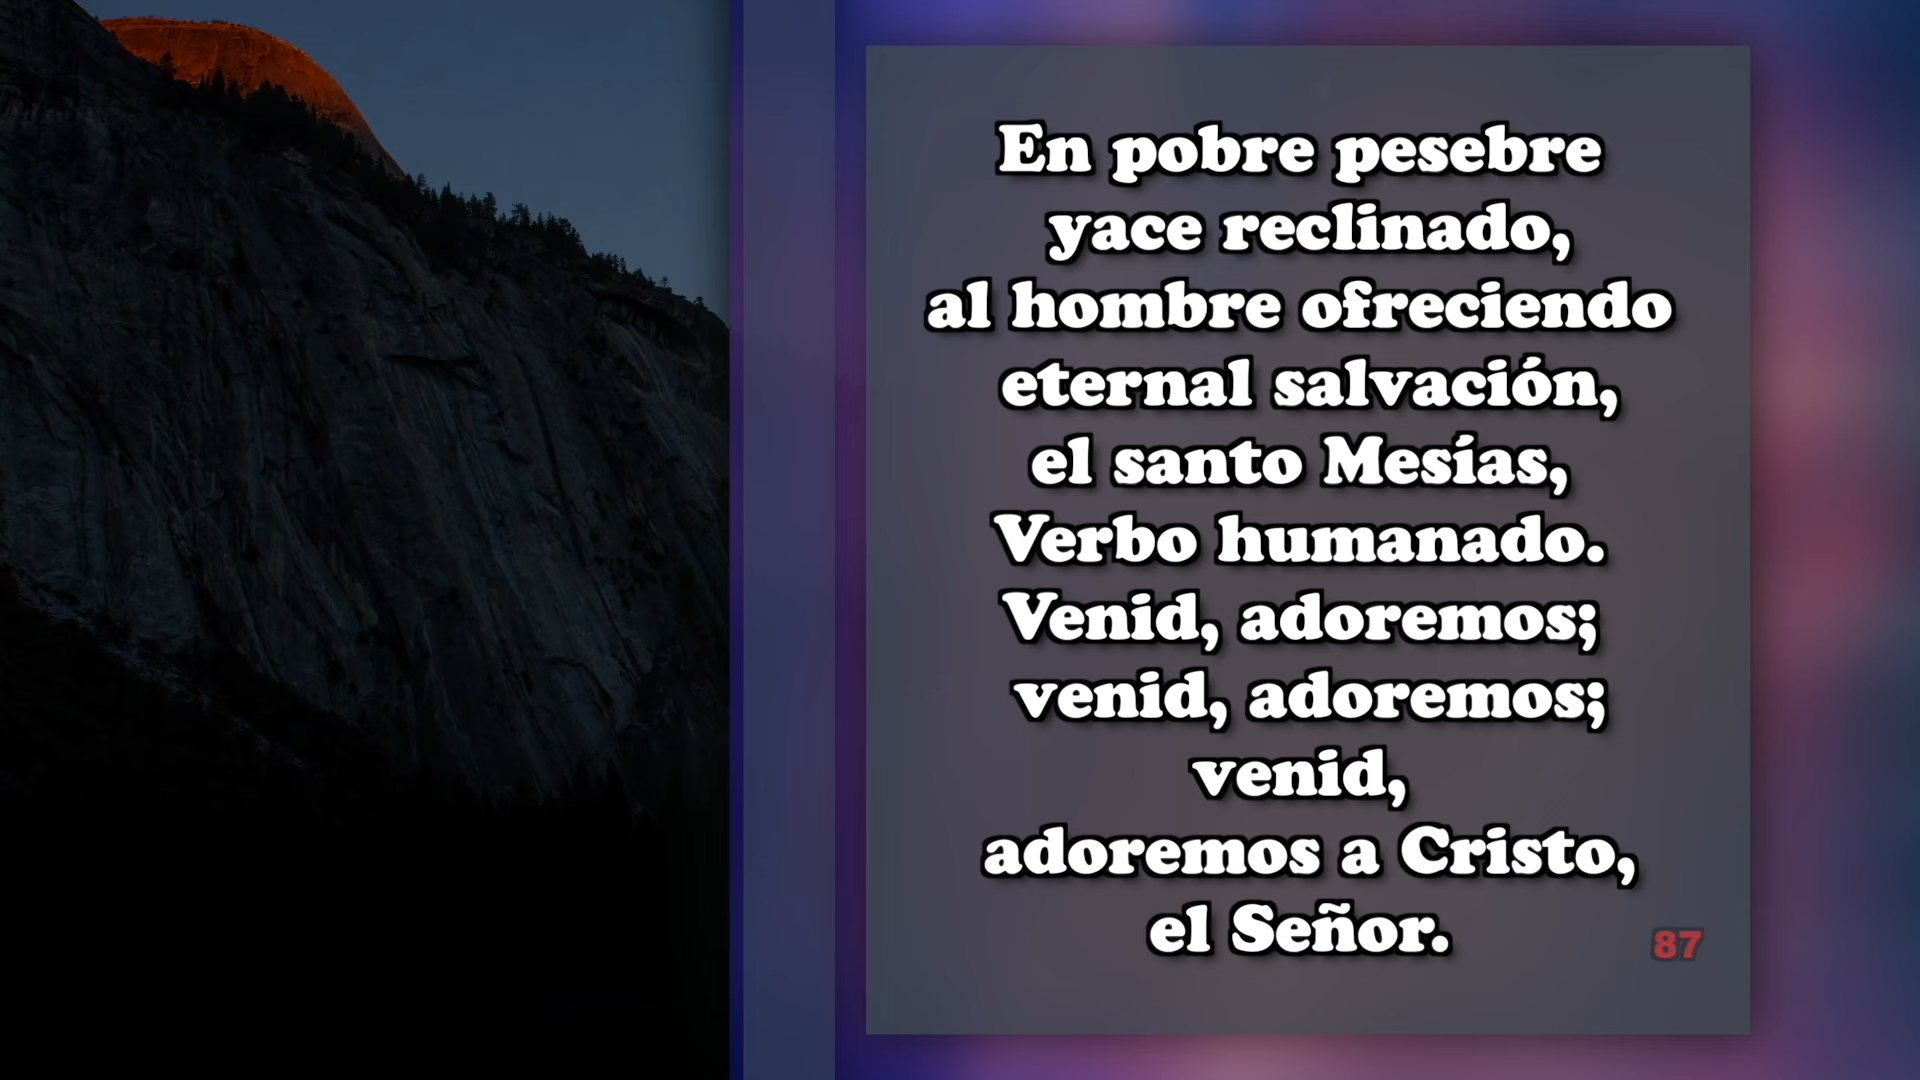 En pobre pesebre
yace reclinado,
al hombre ofreciendo
eternal salvación,
el santo Mesías,
Verbo humanado.
Venid, adoremos;
venid, adoremos;
venid,
adoremos a Cristo,
el Señor.
87